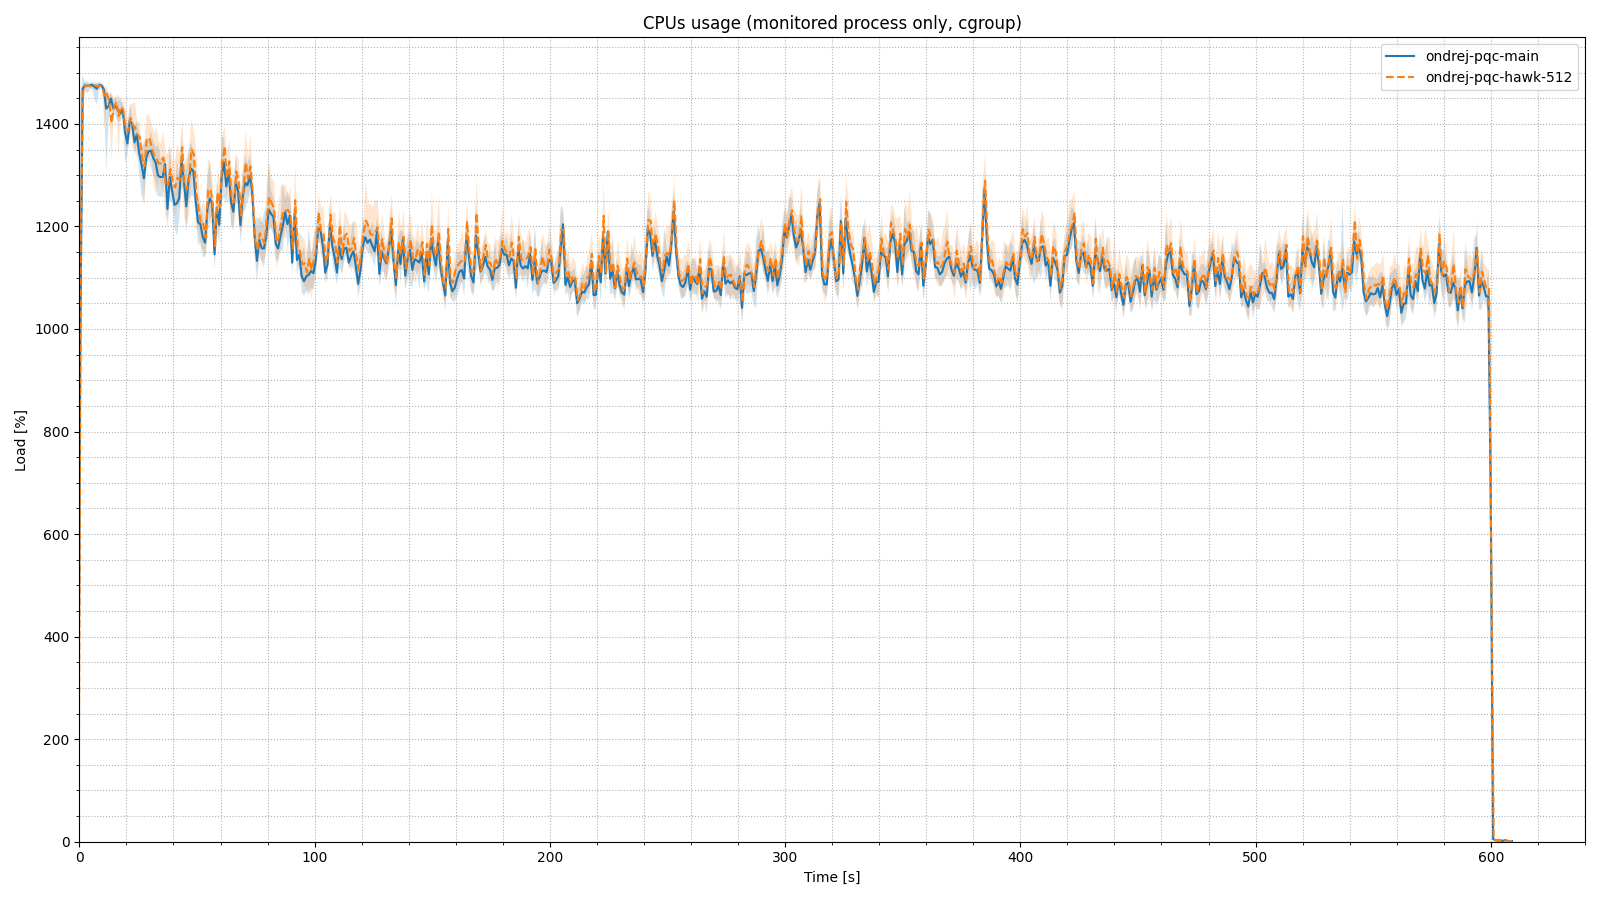 CPUs usage (monitored process only, cgroup)
ondrej-pqc-main
ondrej-pqc-hawk-512
1400
1200
1000
800
600
400
200
0
Load [%]
0 100 200 300 400 500 600
Time [s]